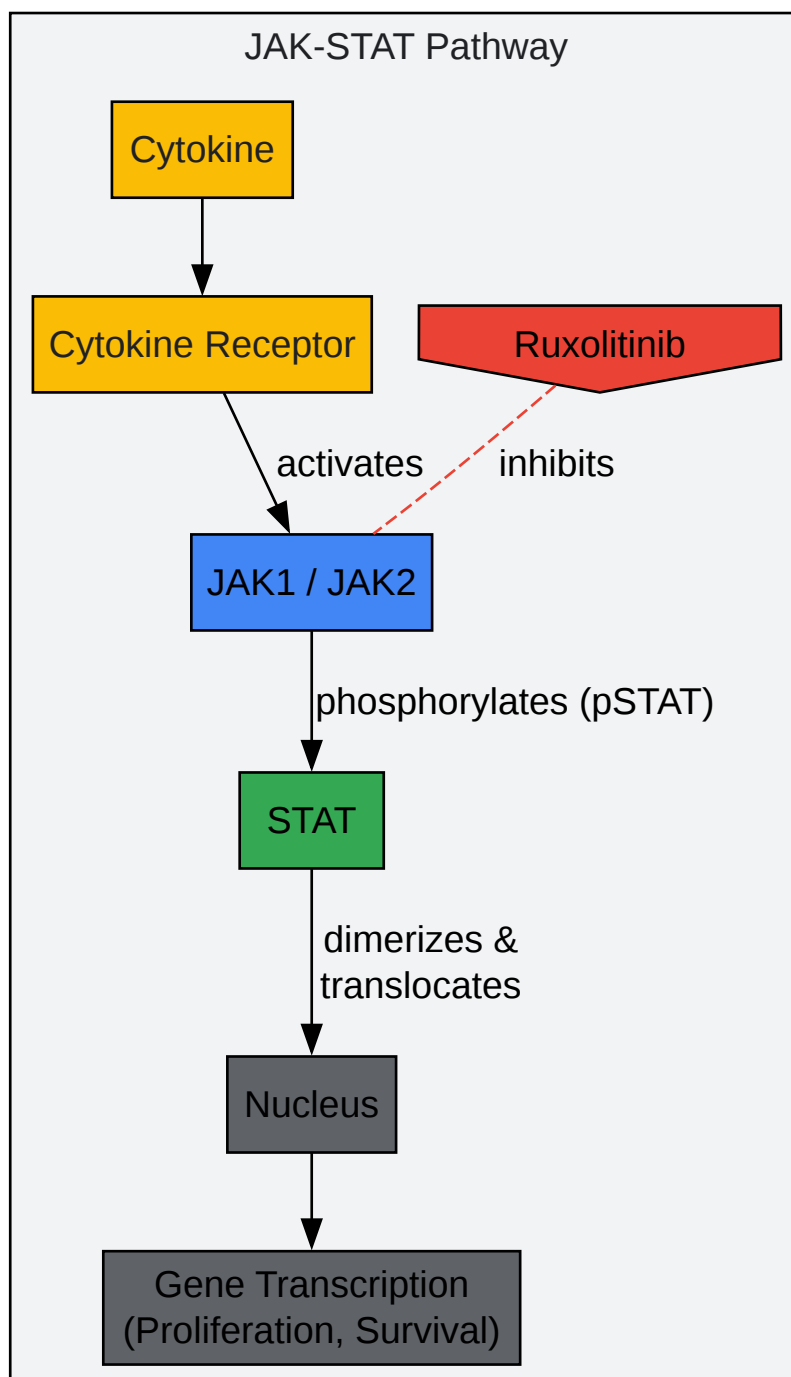 JAK-STAT Pathway
Cytokine
Cytokine Receptor
Ruxolitinib
activates
inhibits
JAK1 / JAK2
phosphorylates (pSTAT)
STAT
dimerizes &
translocates
Nucleus
Gene Transcription
(Proliferation, Survival)